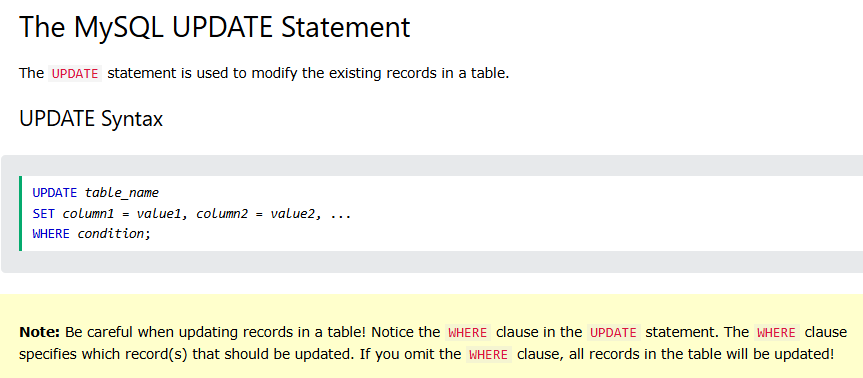 The MySQL UPDATE Statement
The UPDATE statement is used to modify the existing records in a table.
UPDATE Syntax
UPDATE table_name
SET column1 = value1, column2 = value2, ...
WHERE condition;
Note: Be careful when updating records in a table! Notice the WHERE clause in the UPDATE statement. The WHERE clause
specifies which record(s) that should be updated. If you omit the WHERE clause, all records in the table will be updated!